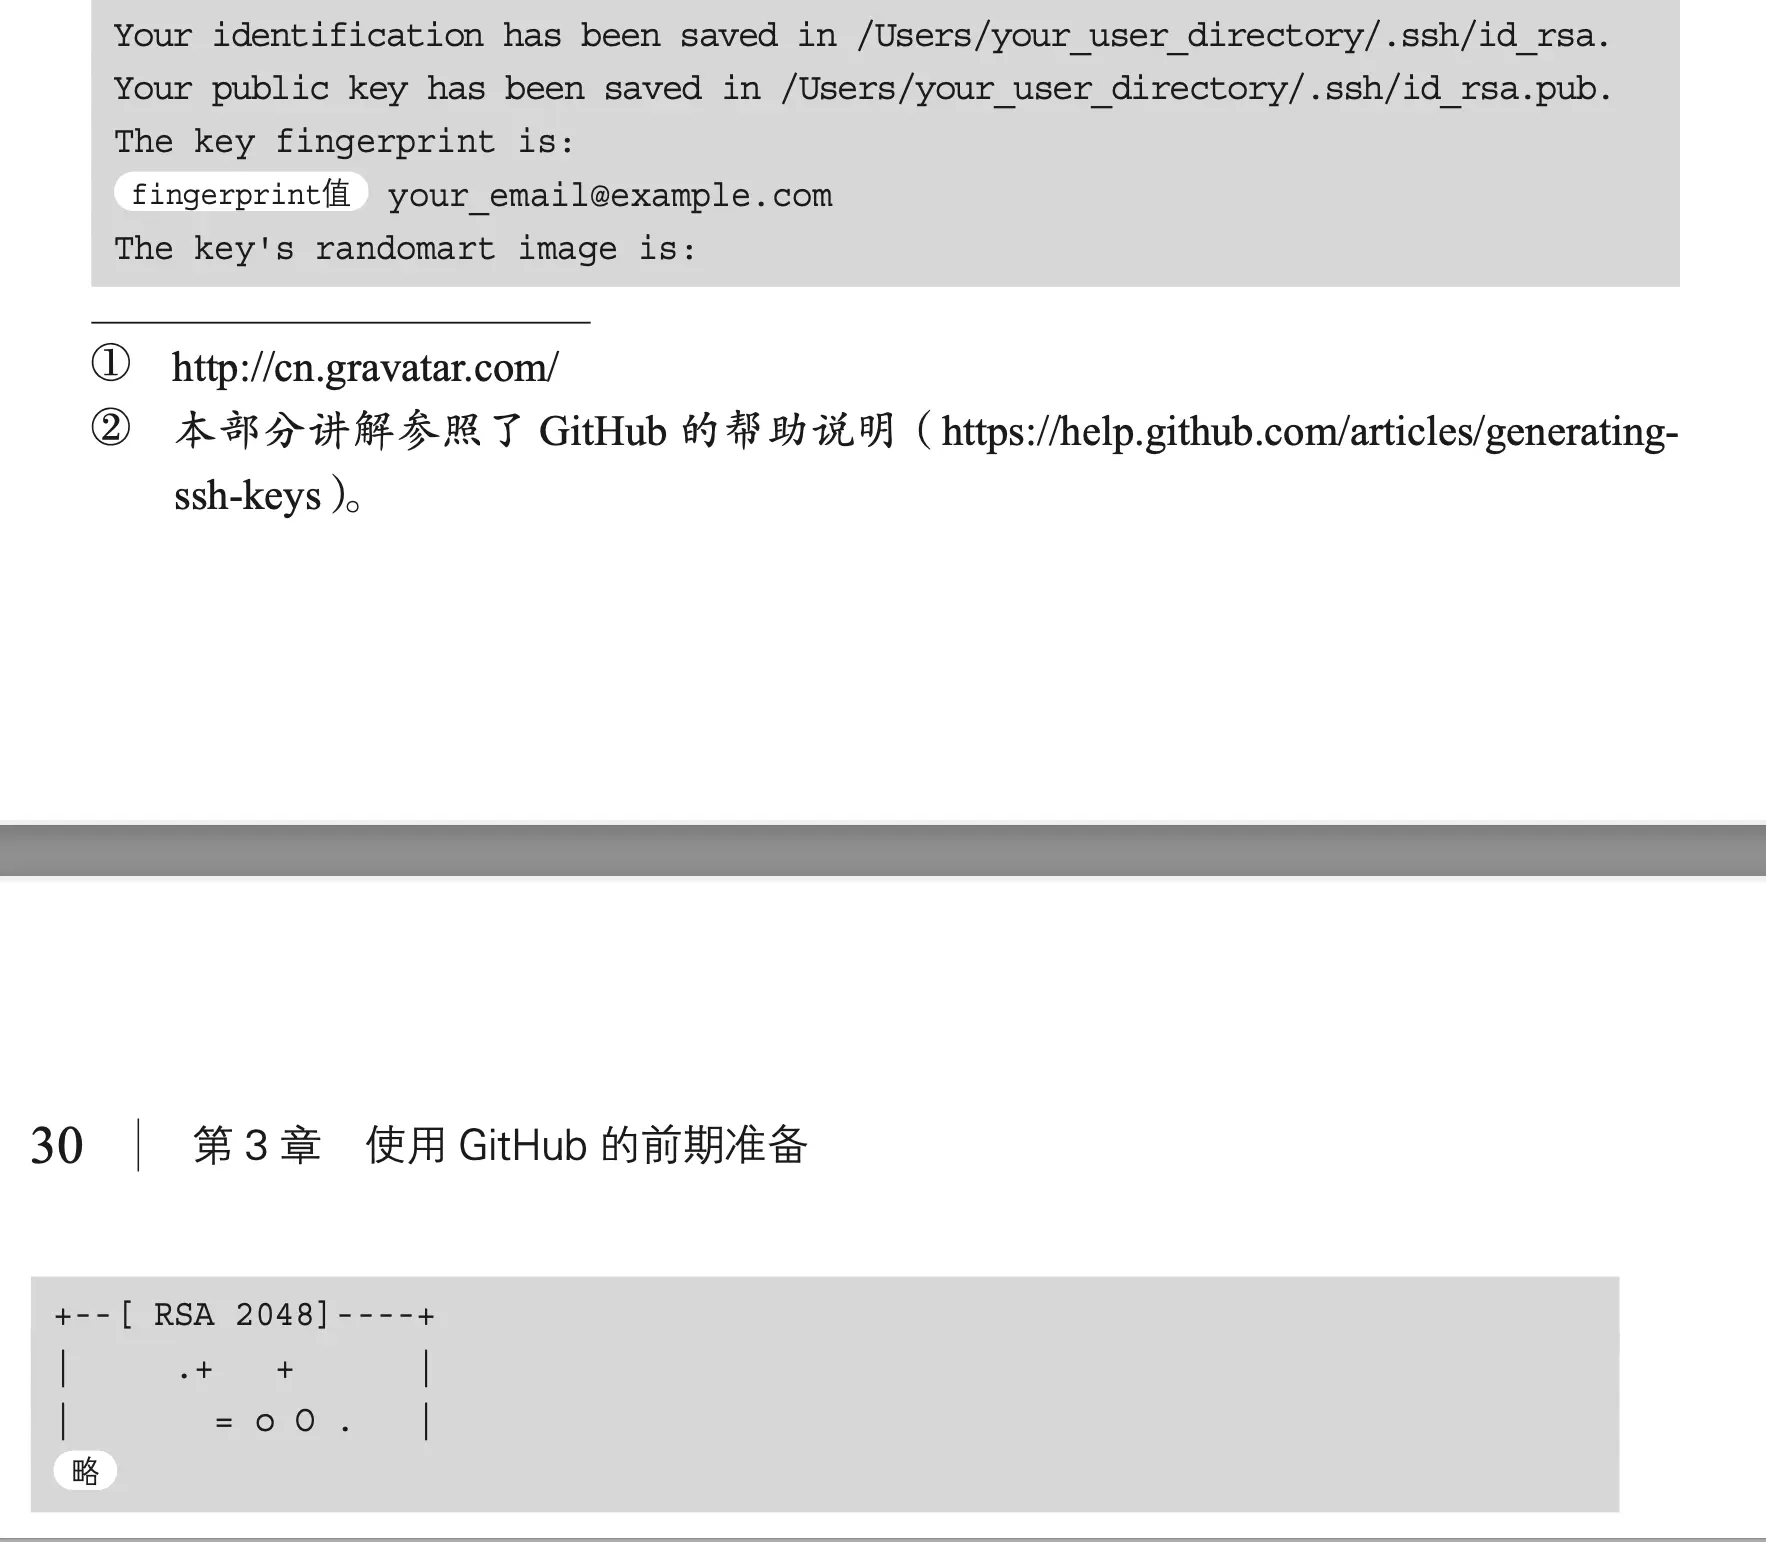 Your identification has been saved in /Users/your_user_directory/.ssh/id_rsa.
Your public key has been saved in /Users/your_user_directory/.ssh/id_rsa.pub.
The key fingerprint is:
fingerprint值 your_email@example.com
The key's randomart image is:
① http://cn.gravatar.com/
② 本部分讲解参照了 GitHub 的帮助说明（https://help.github.com/articles/generating-
ssh-keys）。
30 | 第 3 章 使用 GitHub 的前期准备
+--[ RSA 2048]----+
|     .+   +      |
|       = o O .   |
略